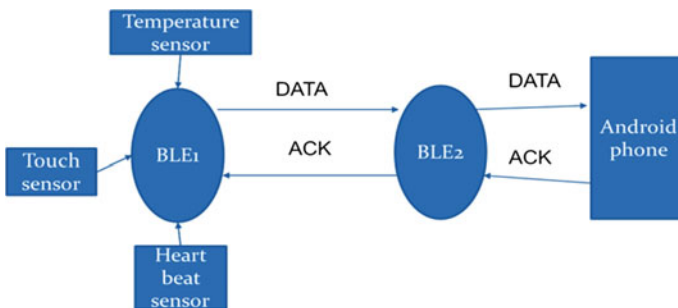 Temperature
sensor
DATA
DATA
Android
phone
BLE1
BLE2
ACK
ACK
Touch
sensor
Heart
beat
sensor